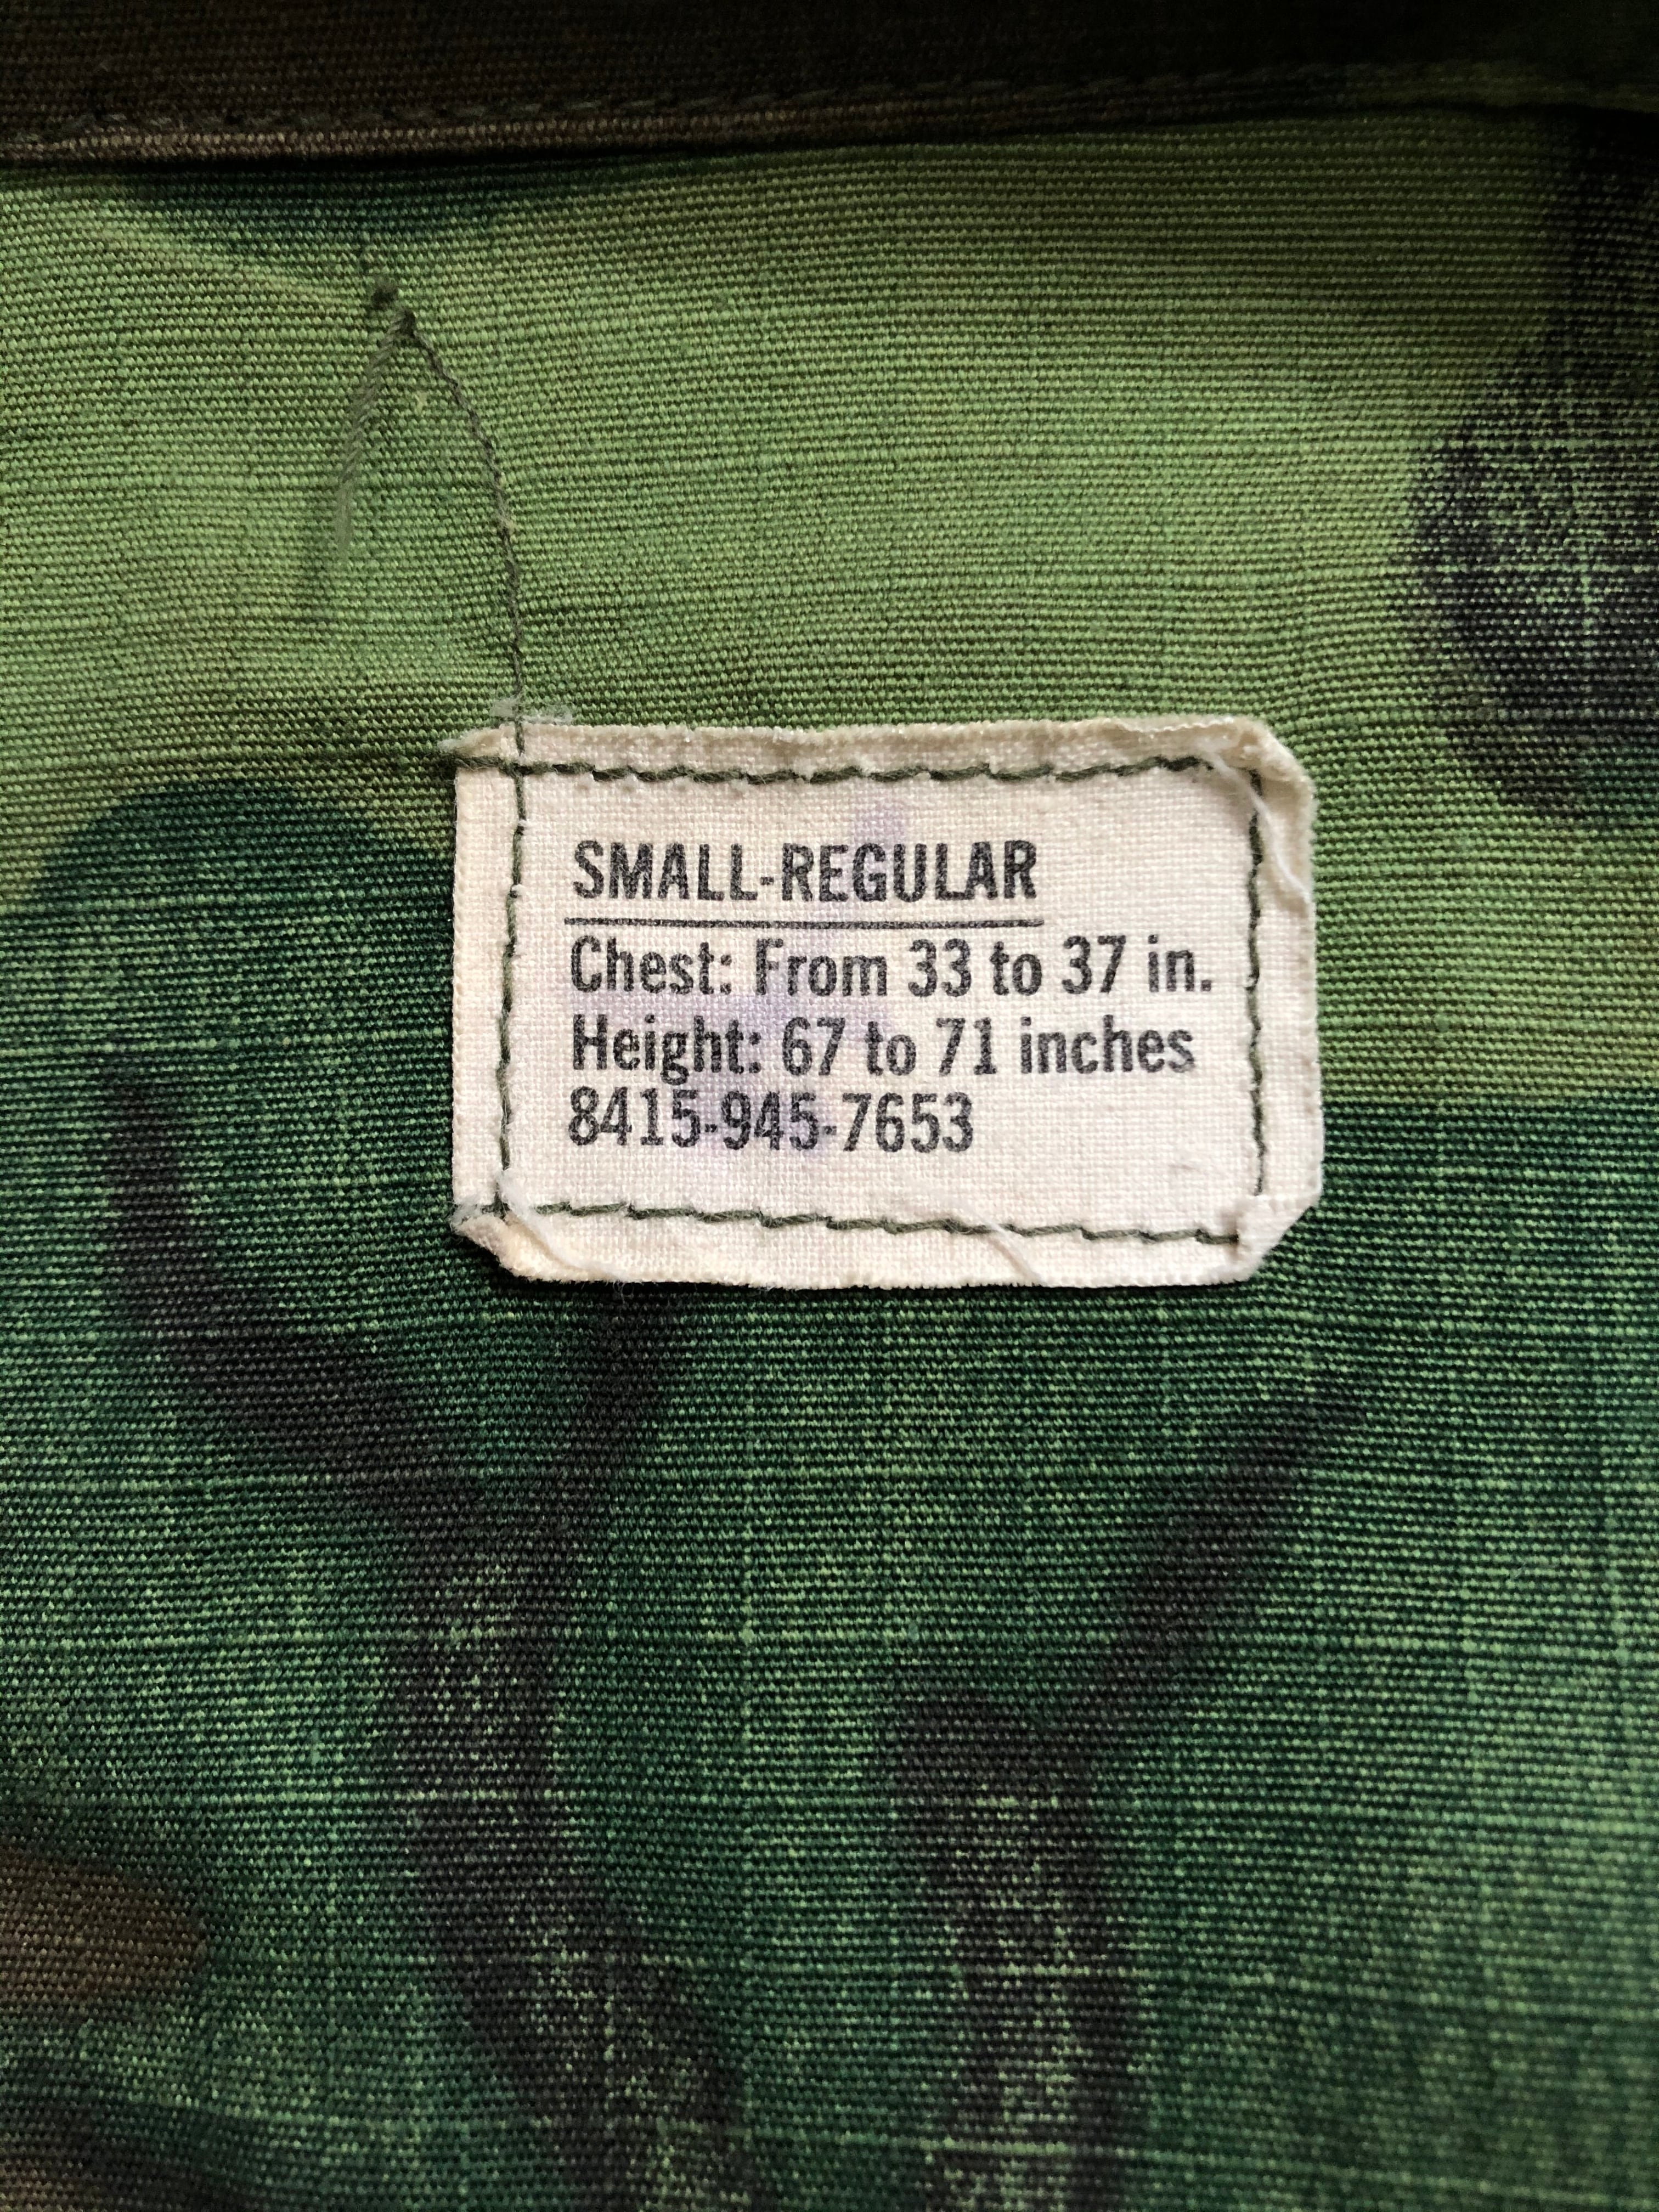 SMALL-REGULAR
Chest: From 33 to 37 in.
Height: 67 to 71 inches
8415-945-7653